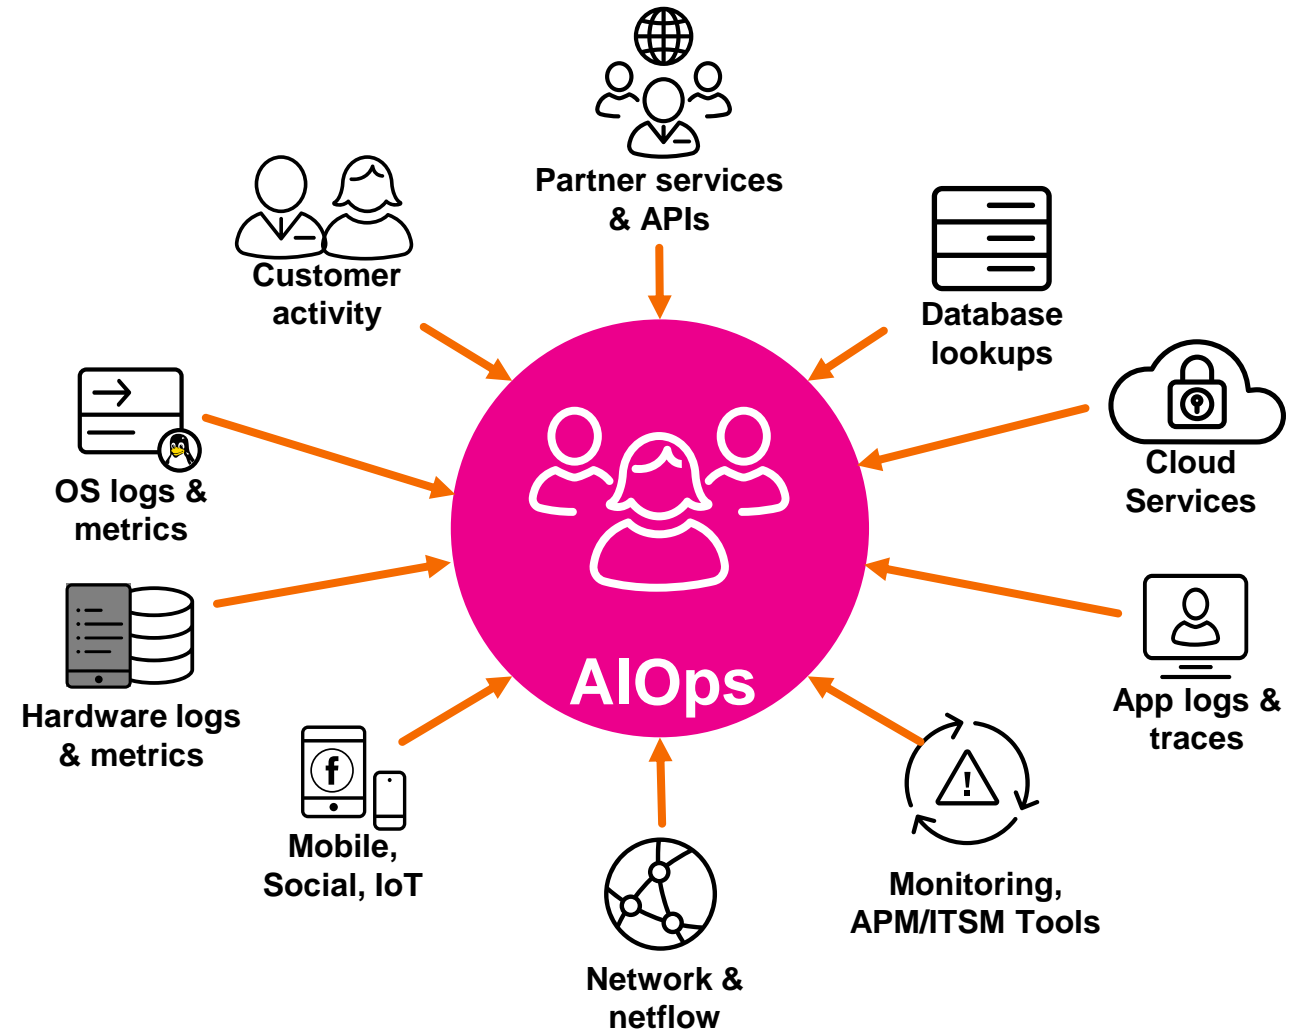 Partner services
& APIs
Customer
activity
Database
lookups
Cloud
Services
OS logs &
metrics
AIOps
App logs &
traces
Hardware logs
& metrics
f
Mobile,
Social, IoT
!
Monitoring,
APM/ITSM Tools
Network &
netflow